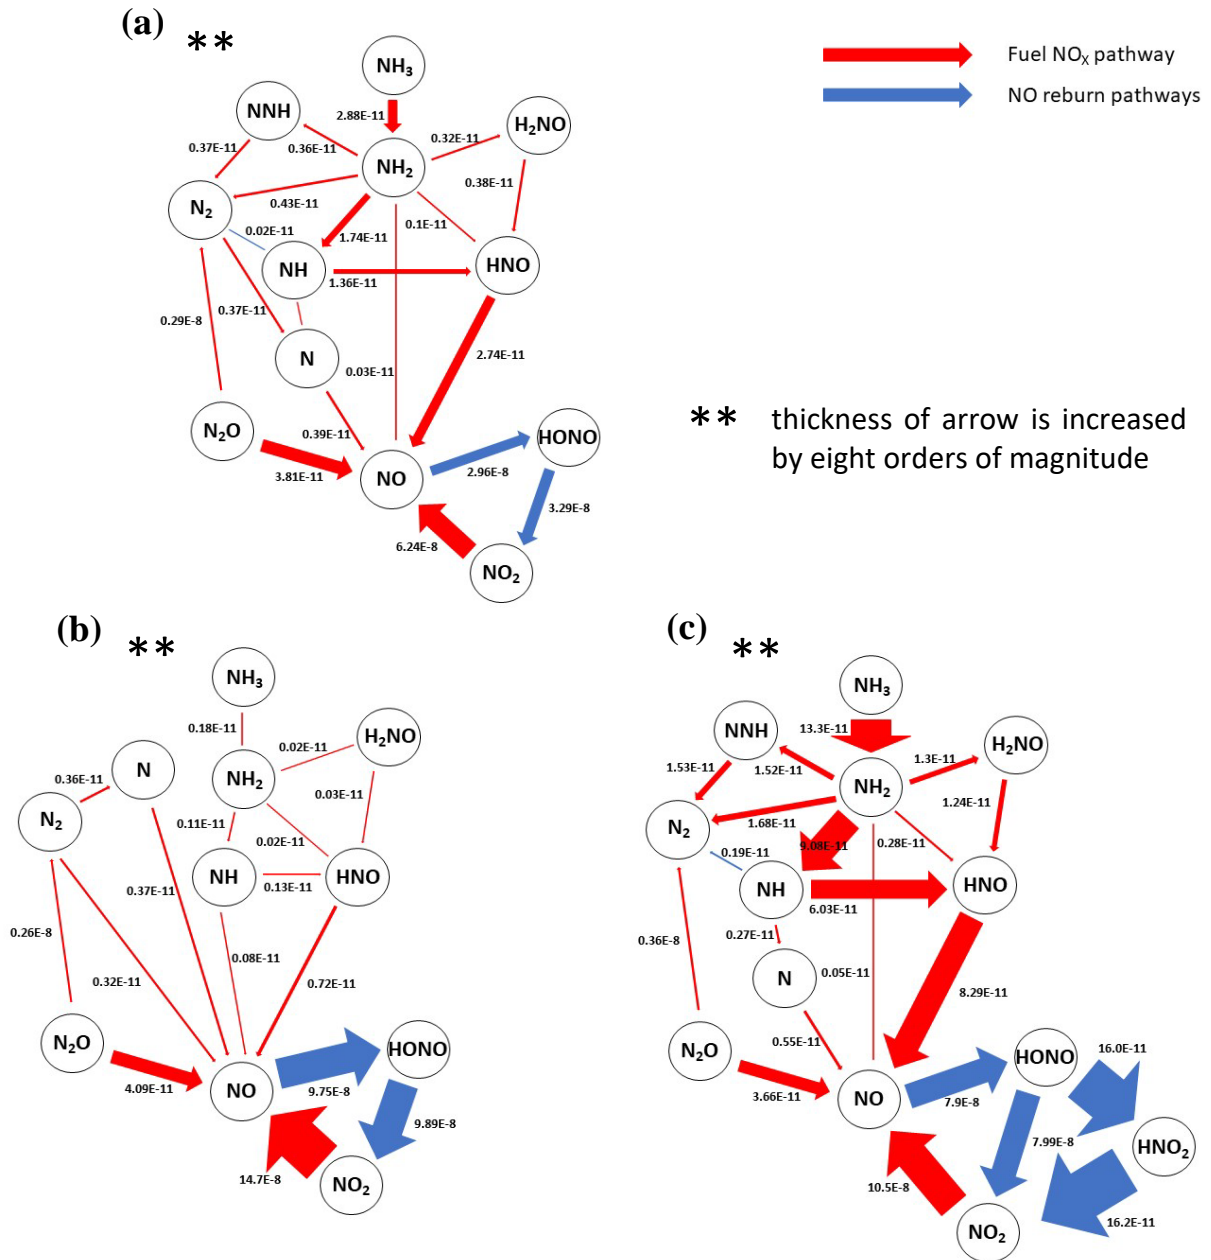 (a) **
Fuel NOX pathway
NO reburn pathways
NH3
NNH
2.88E-11
H2NO
0.32E-11
0.37E-11
0.36E-11
NH2
0.38E-11
N2
0.43E-11
0.1E-11
0.02E-11
1.74E-11
NH
HNO
1.36E-11
0.29E-8
0.37E-11
N
2.74E-11
0.03E-11
N2O
0.39E-11
HONO
3.81E-11
NO
2.96E-8
3.29E-8
6.24E-8
NO2
** thickness of arrow is increased
by eight orders of magnitude
(b) **
NH3
0.18E-11
H2NO
0.02E-11
N
0.36E-11
NH2
0.03E-11
N2
0.11E-11
0.02E-11
NH
HNO
0.13E-11
0.37E-11
0.26E-8
0.08E-11
0.32E-11
0.72E-11
N2O
HONO
4.09E-11
NO
9.75E-8
9.89E-8
14.7E-8
NO2
(c) **
NH3
NNH
13.3E-11
H2NO
1.3E-11
1.53E-11
1.52E-11
NH2
1.24E-11
N2
1.68E-11
9.08E-11
0.28E-11
0.19E-11
NH
HNO
6.03E-11
0.27E-11
0.36E-8
N
0.05E-11
8.29E-11
0.55E-11
N2O
HONO
16.0E-11
3.66E-11
NO
7.9E-8
7.99E-8
HNO2
10.5E-8
NO2
16.2E-11